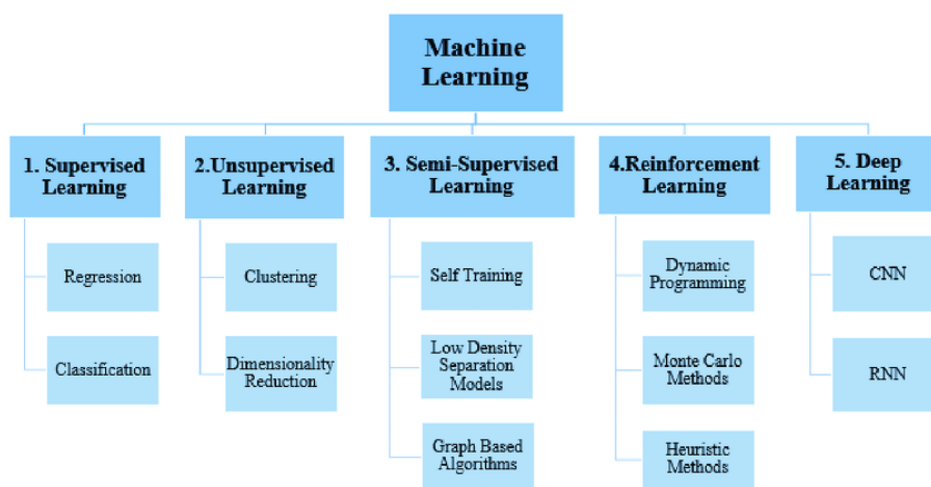 Machine
Learning
1. Supervised
Learning
Regression
Classification
2.Unsupervised
Learning
Clustering
Dimensionality
Reduction
3. Semi-Supervised
Learning
Self Training
Low Density
Separation
Models
Graph Based
Algorithms
4.Reinforcement
Learning
Dynamic
Programming
Monte Carlo
Methods
Heuristic
Methods
5. Deep
Learning
CNN
RNN